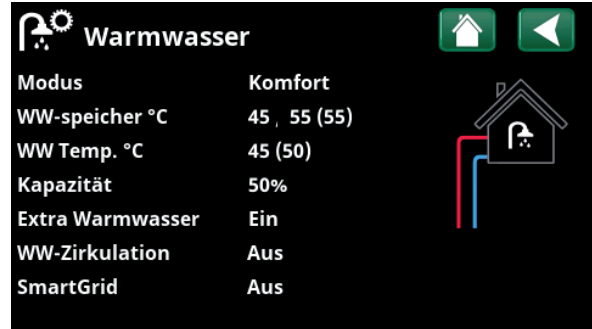 Warmwasser
Modus Komfort
WW-speicher °C 45 , 55 (55)
WW Temp. °C 45 (50)
Kapazität 50%
Extra Warmwasser Ein
WW-Zirkulation Aus
SmartGrid Aus